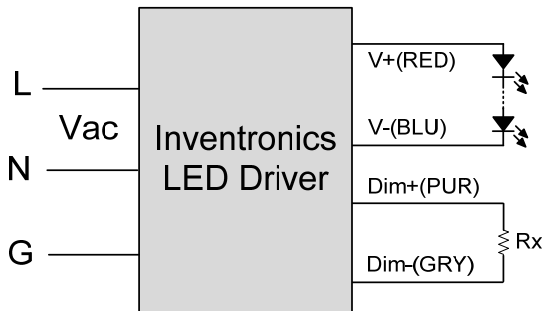 L
Vac
N
G
Inventronics
LED Driver
V+(RED)
V-(BLU)
Dim+(PUR)
Rx
Dim-(GRY)